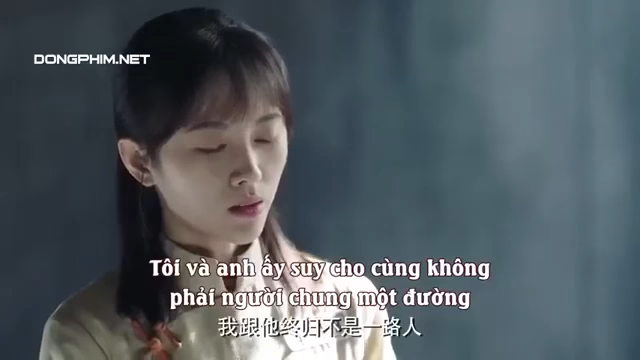 DONGPHIM.NET
Tôi và anh ấy suy cho cùng không
phải người chung một đường
我跟他终归不是一路人